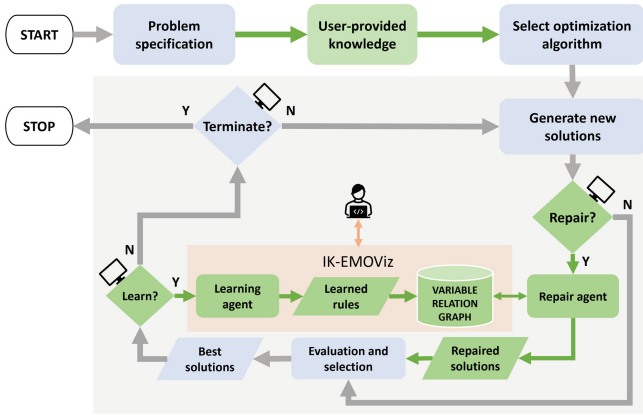 START
Problem
specification
User-provided
knowledge
Select optimization
algorithm
STOP
Y
Terminate?
N
Generate new
solutions
Repair?
N
Y
IK-EMOViz
N
Learn?
Y
Learning
agent
Learned
rules
VARIABLE
RELATION
GRAPH
Repair agent
Best
solutions
Evaluation and
selection
Repaired
solutions